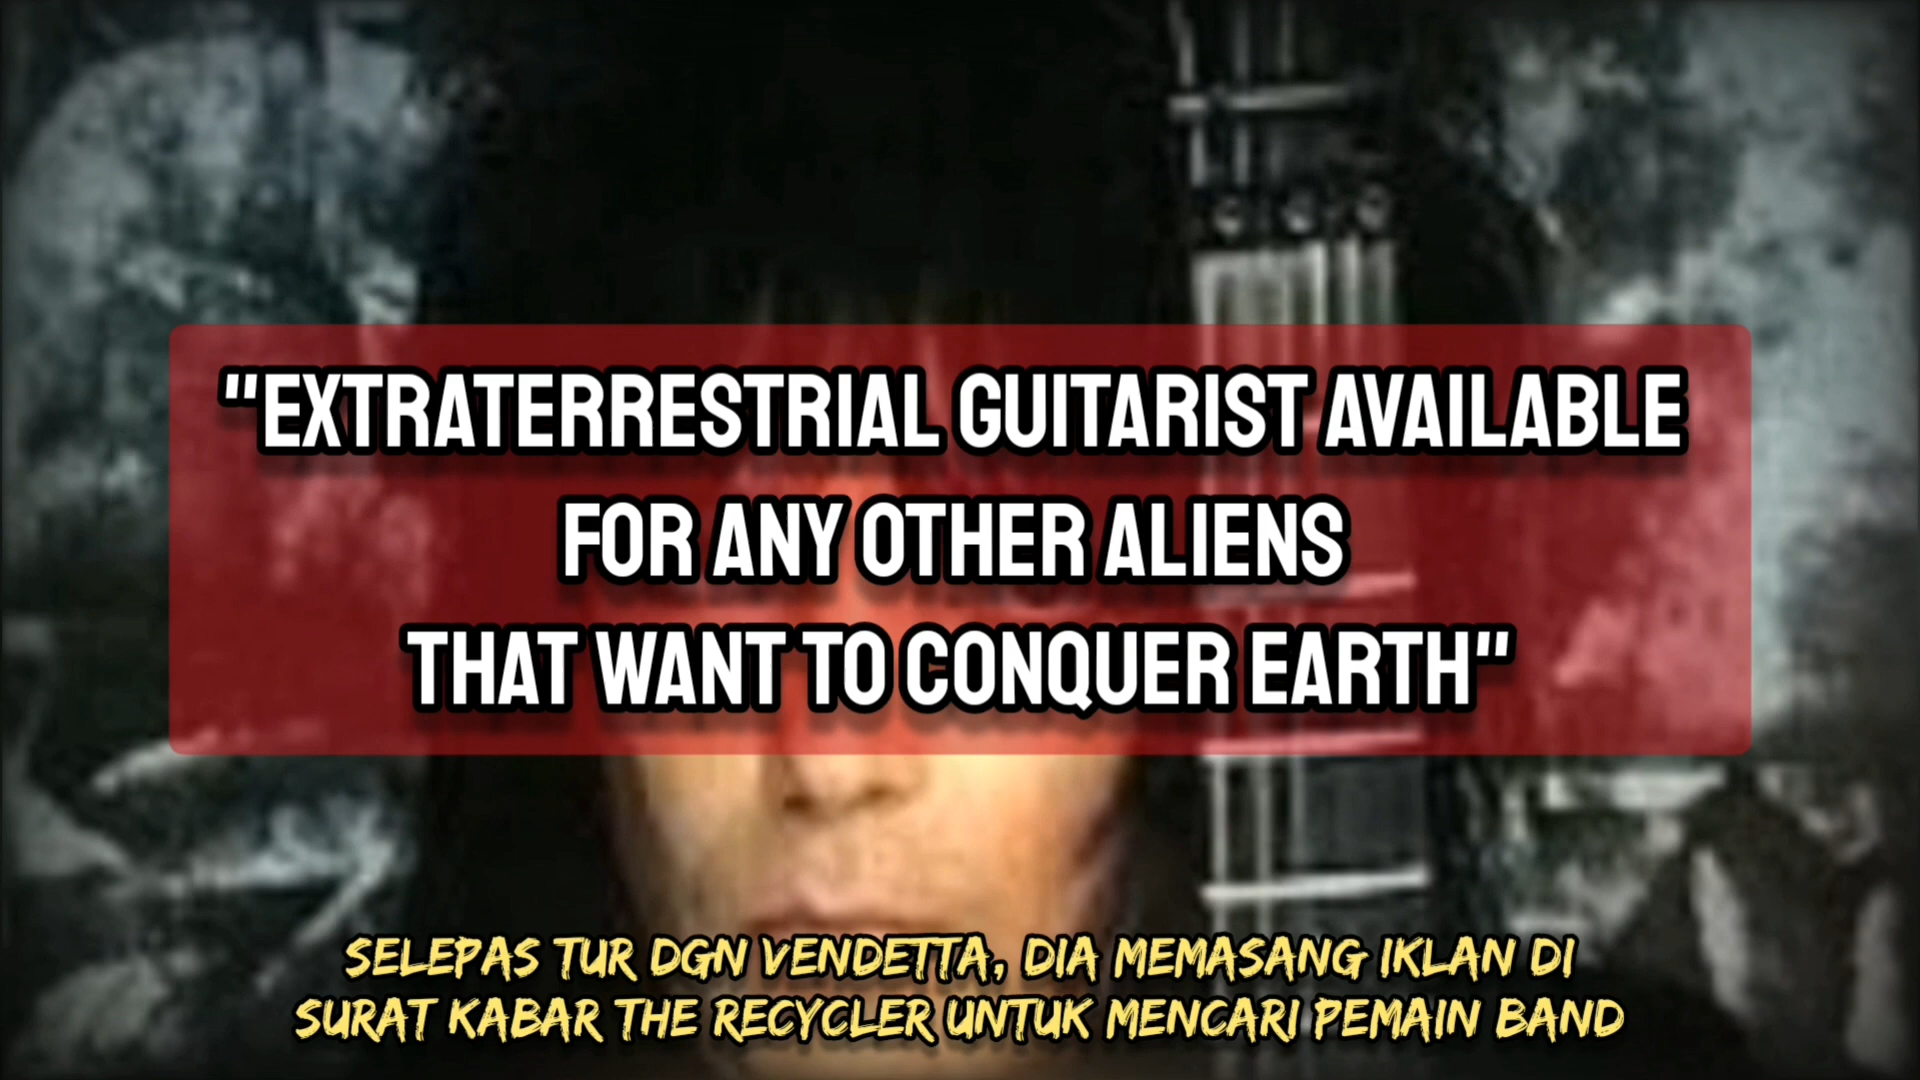 "EXTRATERRESTRIAL GUITARIST AVAILABLE
FOR ANY OTHER ALIENS
THAT WANT TO CONQUER EARTH"
SELEPAS TUR DGN VENDETTA, DIA MEMASANG IKLAN DI
SURAT KABAR THE RECYCLER UNTUK MENCARI PEMAIN BAND